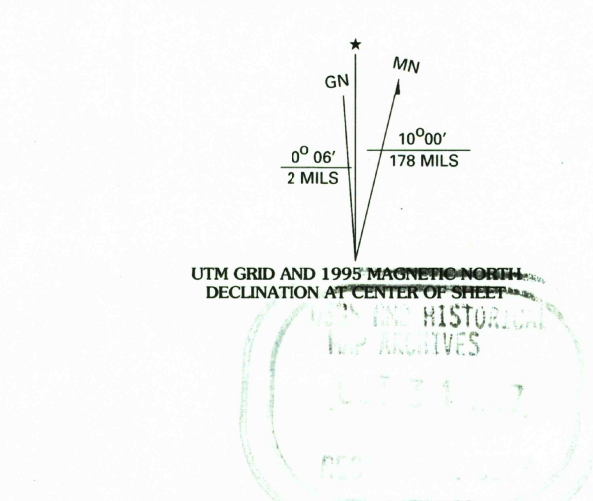 ★
GN
MN
0° 06′
2 MILS
10°00′
178 MILS
UTM GRID AND 1995 MAGNETIC NORTH
DECLINATION AT CENTER OF SHEET
HISTORICAL
MAP ARCHIVES